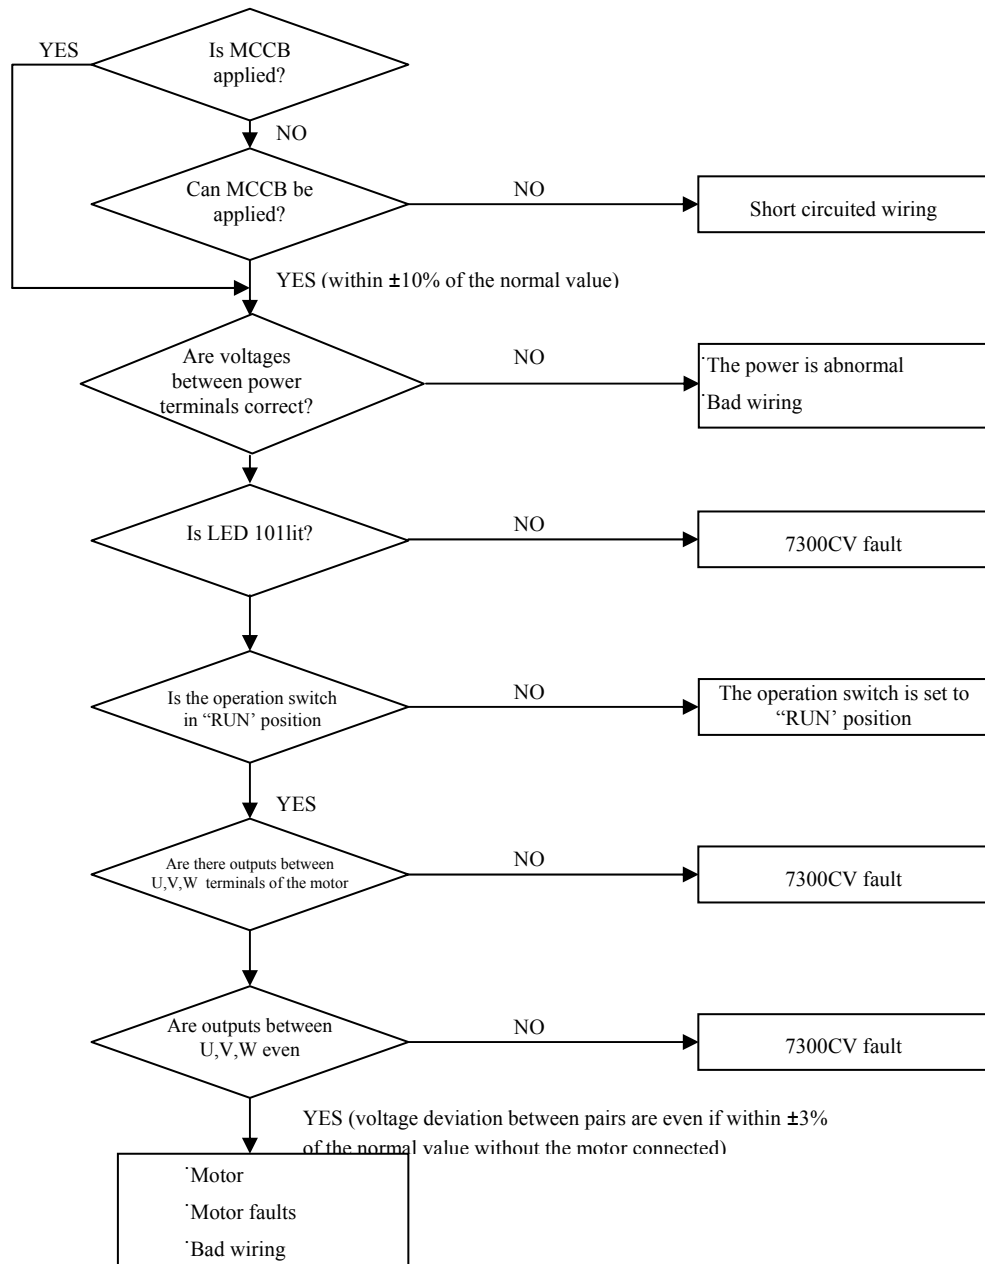 YES
Is MCCB
applied?
NO
Can MCCB be
applied?
NO
Short circuited wiring
YES (within ±10% of the normal value)
Are voltages
between power
terminals correct?
NO
˙The power is abnormal
˙Bad wiring
Is LED 101lit?
NO
7300CV fault
Is the operation switch
in “RUN’ position
NO
The operation switch is set to
“RUN’ position
YES
Are there outputs between
U,V,W terminals of the motor
NO
7300CV fault
Are outputs between
U,V,W even
NO
7300CV fault
YES (voltage deviation between pairs are even if within ±3%
of the normal value without the motor connected)
˙Motor
˙Motor faults
˙Bad wiring